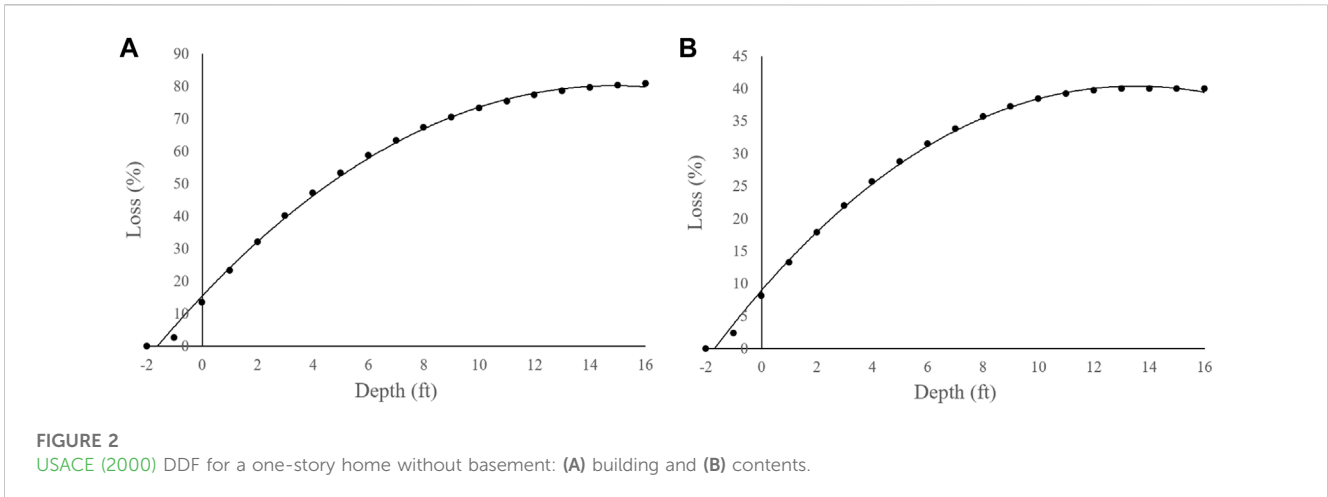 A
90
80
70
60
50
40
30
20
10
0
Loss (%)
-2 0 2 4 6 8 10 12 14 16
Depth (ft)
B
45
40
35
30
25
20
15
10
5
0
Loss (%)
-2 0 2 4 6 8 10 12 14 16
Depth (ft)
FIGURE 2
USACE (2000) DDF for a one-story home without basement: (A) building and (B) contents.